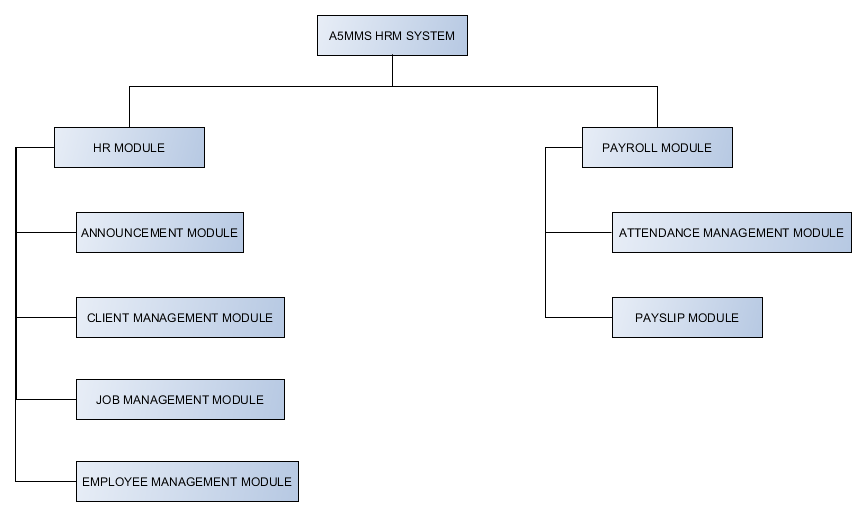 A5MMS HRM SYSTEM
HR MODULE
PAYROLL MODULE
ANNOUNCEMENT MODULE
ATTENDANCE MANAGEMENT MODULE
CLIENT MANAGEMENT MODULE
PAYSLIP MODULE
JOB MANAGEMENT MODULE
EMPLOYEE MANAGEMENT MODULE